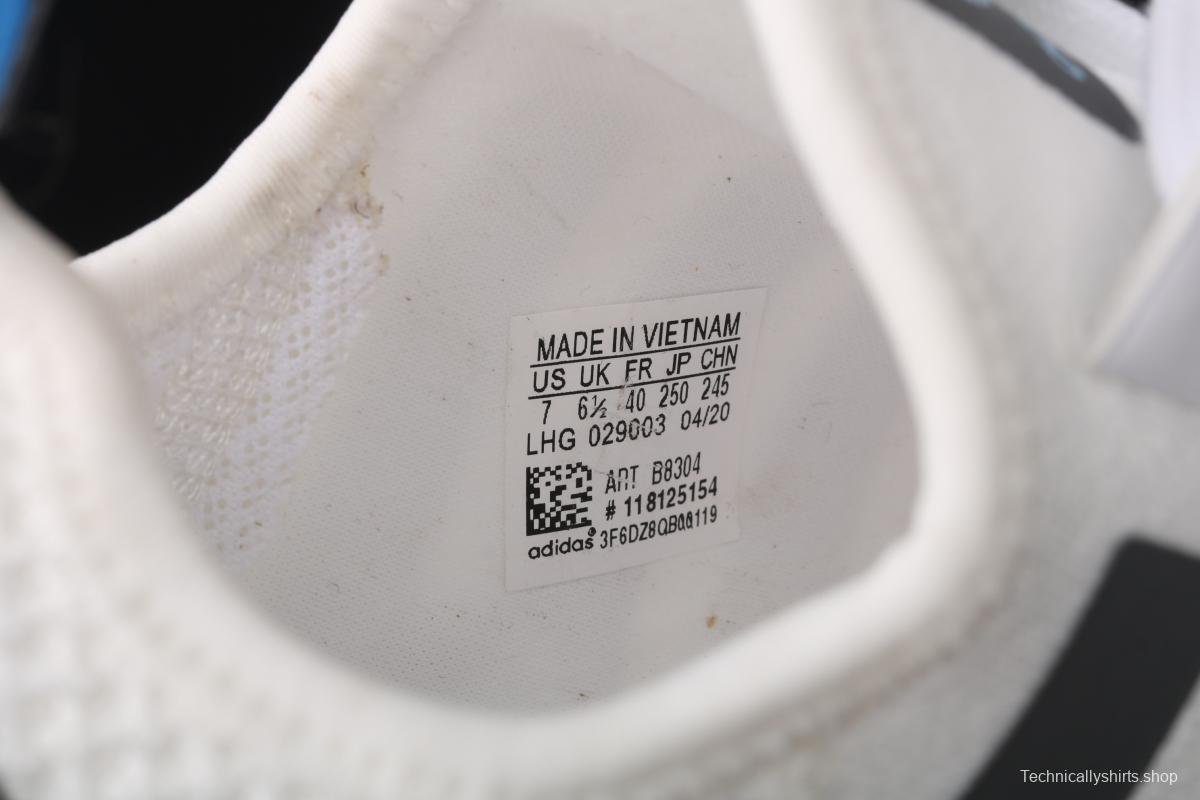 MADE IN VIETNAM
US UK FR JP CHN
7 6½ 40 250 245
LHG 029003 04/20
ART B8304
# 118125154
adidas 3F6DZ8QB00119
Technicallyshirts.shop